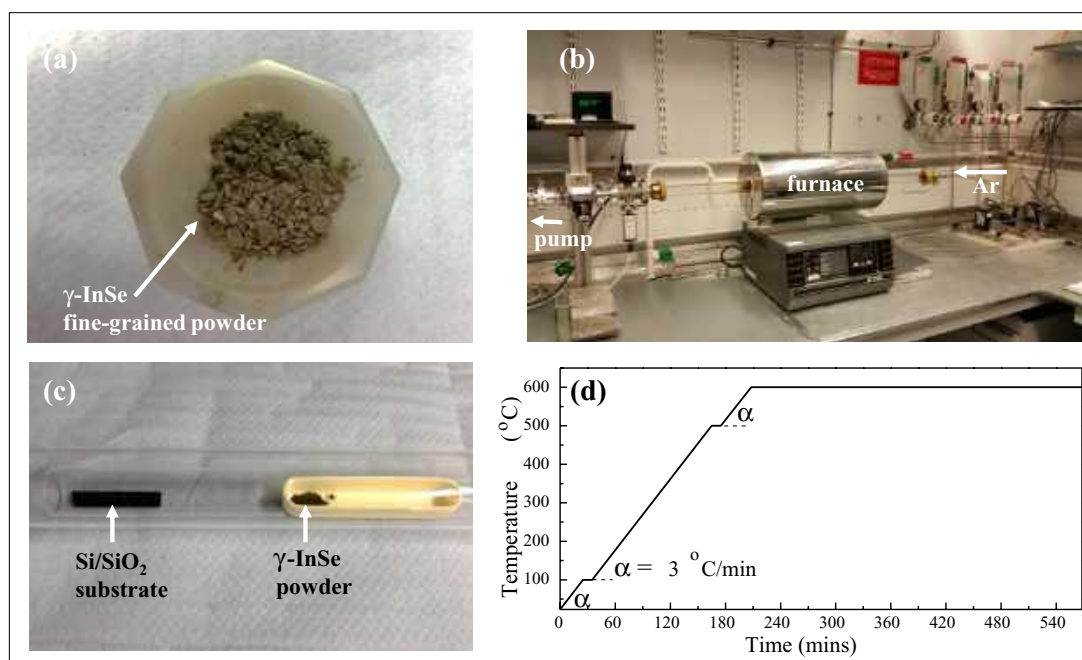 (a)
γ-InSe
fine-grained powder
(b)
furnace
Ar
pump
(c)
Si/SiO₂
substrate
γ-InSe
powder
(d)
600
500
400
300
200
100
Temperature (°C)
α
α = 3 °C/min
α
0 60 120 180 240 300 360 420 480 540
Time (mins)